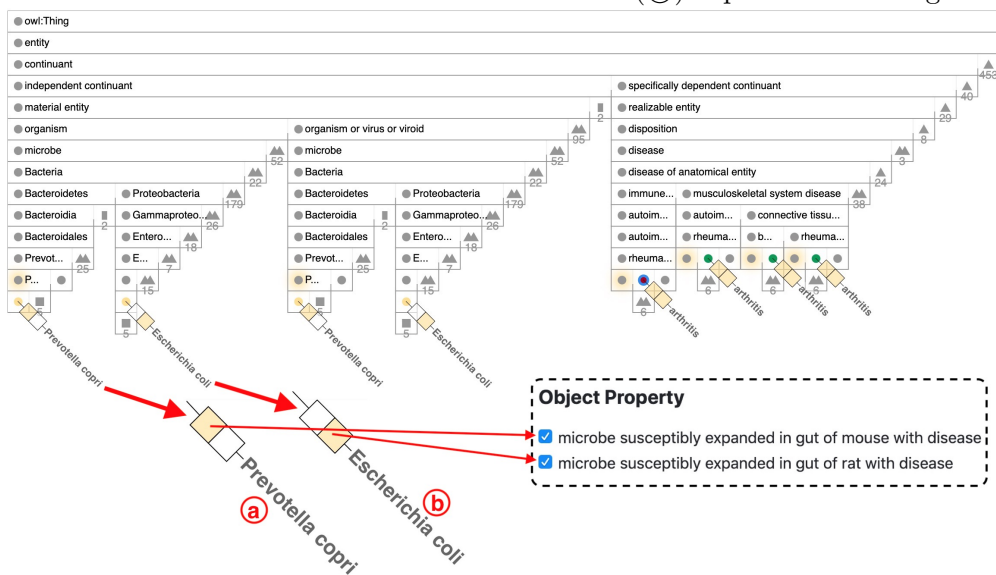 owl:Thing
entity
continuant
453
independent continuant
specifically dependent continuant
40
material entity
2
realizable entity
29
organism
organism or virus or viroid
95
disposition
8
microbe
52
microbe
52
disease
3
Bacteria
22
Bacteria
22
disease of anatomical entity
24
Bacteroidetes
Proteobacteria
179
Bacteroidetes
Proteobacteria
179
immune...
musculoskeletal system disease
38
Bacteroidia
2
Gammaproteo...
26
Bacteroidia
2
Gammaproteo...
26
autoim...
autoim...
connective tissu...
Bacteroidales
Entero...
18
Bacteroidales
Entero...
18
autoim...
rheuma...
b...
rheuma...
Prevot...
25
E...
7
Prevot...
25
E...
7
rheuma...
P...
15
P...
15
6
6
6
6
5
5
5
5
arthritis
arthritis
arthritis
arthritis
Prevotella copri
Escherichia coli
Prevotella copri
Escherichia coli
Object Property
microbe susceptibly expanded in gut of mouse with disease
microbe susceptibly expanded in gut of rat with disease
Prevotella copri
a
Escherichia coli
b